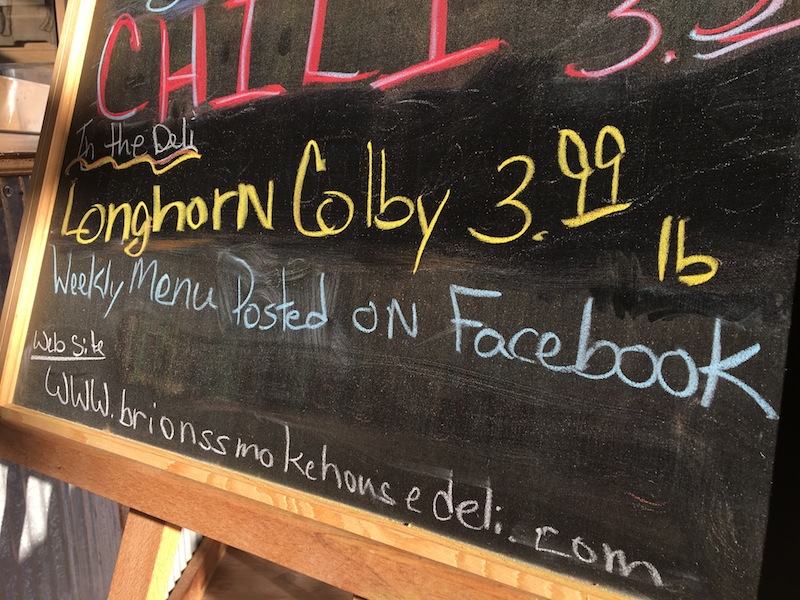 CHILI 3.
In the Deli
Longhorn Colby 3.99 lb
Weekly Menu Posted on Facebook
Web Site
www.brionssmokehousedeli.com